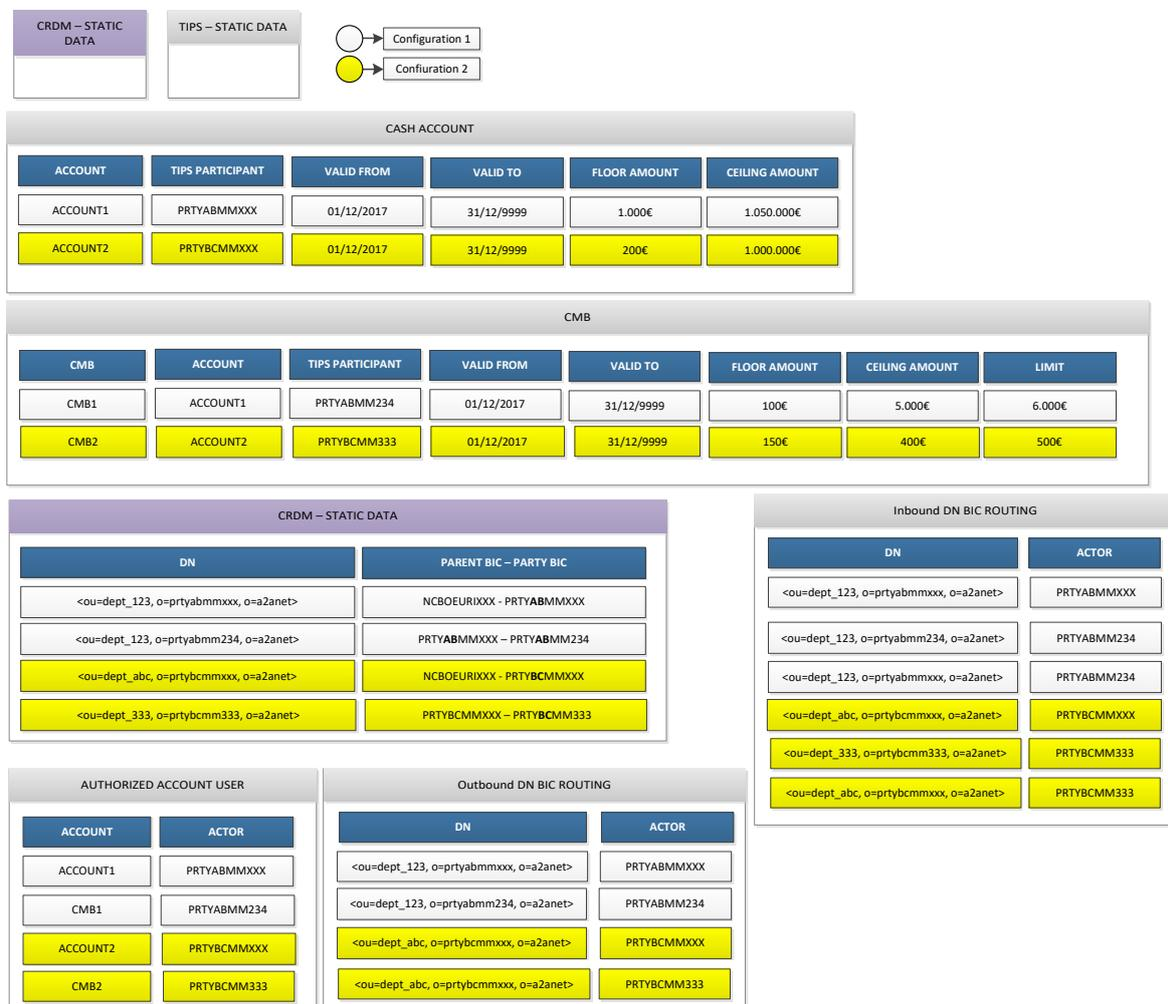 CRDM – STATIC
DATA
TIPS – STATIC DATA
Configuration 1
Confiuration 2
CASH ACCOUNT
ACCOUNT TIPS PARTICIPANT VALID FROM VALID TO FLOOR AMOUNT CEILING AMOUNT
ACCOUNT1 PRTYABMMXXX 01/12/2017 31/12/9999 1.000€ 1.050.000€
ACCOUNT2 PRTYBCMMXXX 01/12/2017 31/12/9999 200€ 1.000.000€
CMB
CMB ACCOUNT TIPS PARTICIPANT VALID FROM VALID TO FLOOR AMOUNT CEILING AMOUNT LIMIT
CMB1 ACCOUNT1 PRTYABMM234 01/12/2017 31/12/9999 100€ 5.000€ 6.000€
CMB2 ACCOUNT2 PRTYBCMM333 01/12/2017 31/12/9999 150€ 400€ 500€
CRDM – STATIC DATA
DN PARENT BIC – PARTY BIC
<ou=dept_123, o=prtyabmmxxx, o=a2anet> NCBOEURIXXX - PRTYABMMXXX
<ou=dept_123, o=prtyabmm234, o=a2anet> PRTYABMMXXX – PRTYABMM234
<ou=dept_abc, o=prtybcmmxxx, o=a2anet> NCBOEURIXXX - PRTYBCMMXXX
<ou=dept_333, o=prtybcmm333, o=a2anet> PRTYBCMMXXX – PRTYBCMM333
Inbound DN BIC ROUTING
DN ACTOR
<ou=dept_123, o=prtyabmmxxx, o=a2anet> PRTYABMMXXX
<ou=dept_123, o=prtyabmm234, o=a2anet> PRTYABMM234
<ou=dept_123, o=prtyabmmxxx, o=a2anet> PRTYABMM234
<ou=dept_abc, o=prtybcmmxxx, o=a2anet> PRTYBCMMXXX
<ou=dept_333, o=prtybcmm333, o=a2anet> PRTYBCMM333
<ou=dept_abc, o=prtybcmmxxx, o=a2anet> PRTYBCMM333
AUTHORIZED ACCOUNT USER
ACCOUNT ACTOR
ACCOUNT1 PRTYABMMXXX
CMB1 PRTYABMM234
ACCOUNT2 PRTYBCMMXXX
CMB2 PRTYBCMM333
Outbound DN BIC ROUTING
DN ACTOR
<ou=dept_123, o=prtyabmmxxx, o=a2anet> PRTYABMMXXX
<ou=dept_123, o=prtyabmm234, o=a2anet> PRTYABMM234
<ou=dept_abc, o=prtybcmmxxx, o=a2anet> PRTYBCMMXXX
<ou=dept_abc, o=prtybcmmxxx, o=a2anet> PRTYBCMM333